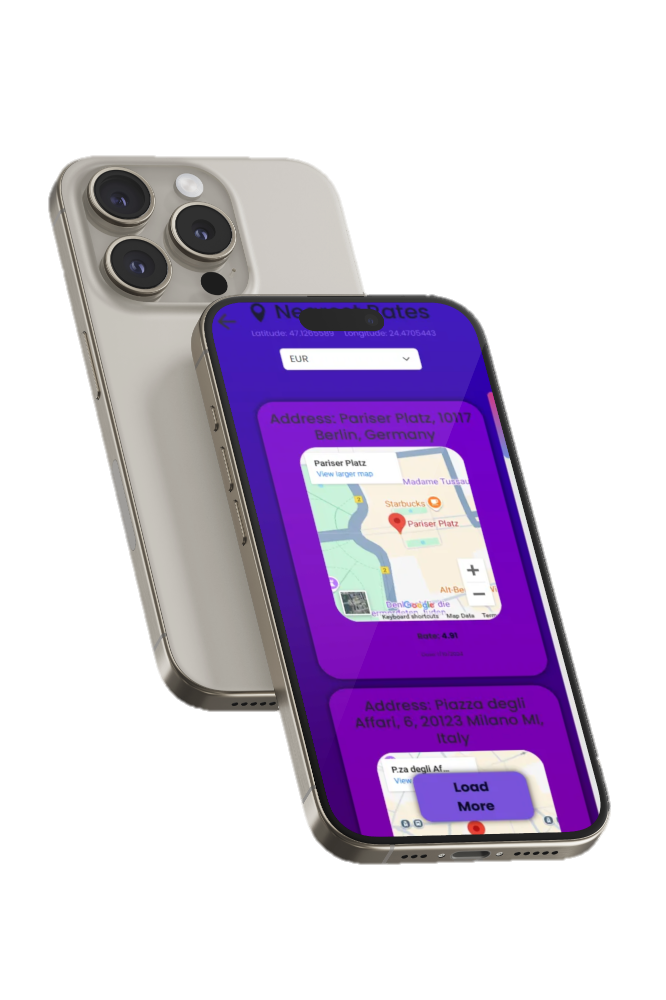 Nearest Rates
Latitude: 47.1265589 Longitude: 24.4705443
EUR
Address: Pariser Platz, 10117
Berlin, Germany
Pariser Platz
View larger map
Madame Tussau
Starbucks
Pariser Platz
Alt-Be
Google
Keyboard shortcuts Map Data Term
Rate: 4.91
Address: Piazza degli
Affari, 6, 20123 Milano MI,
Italy
P.za degli Af...
View
Load
More